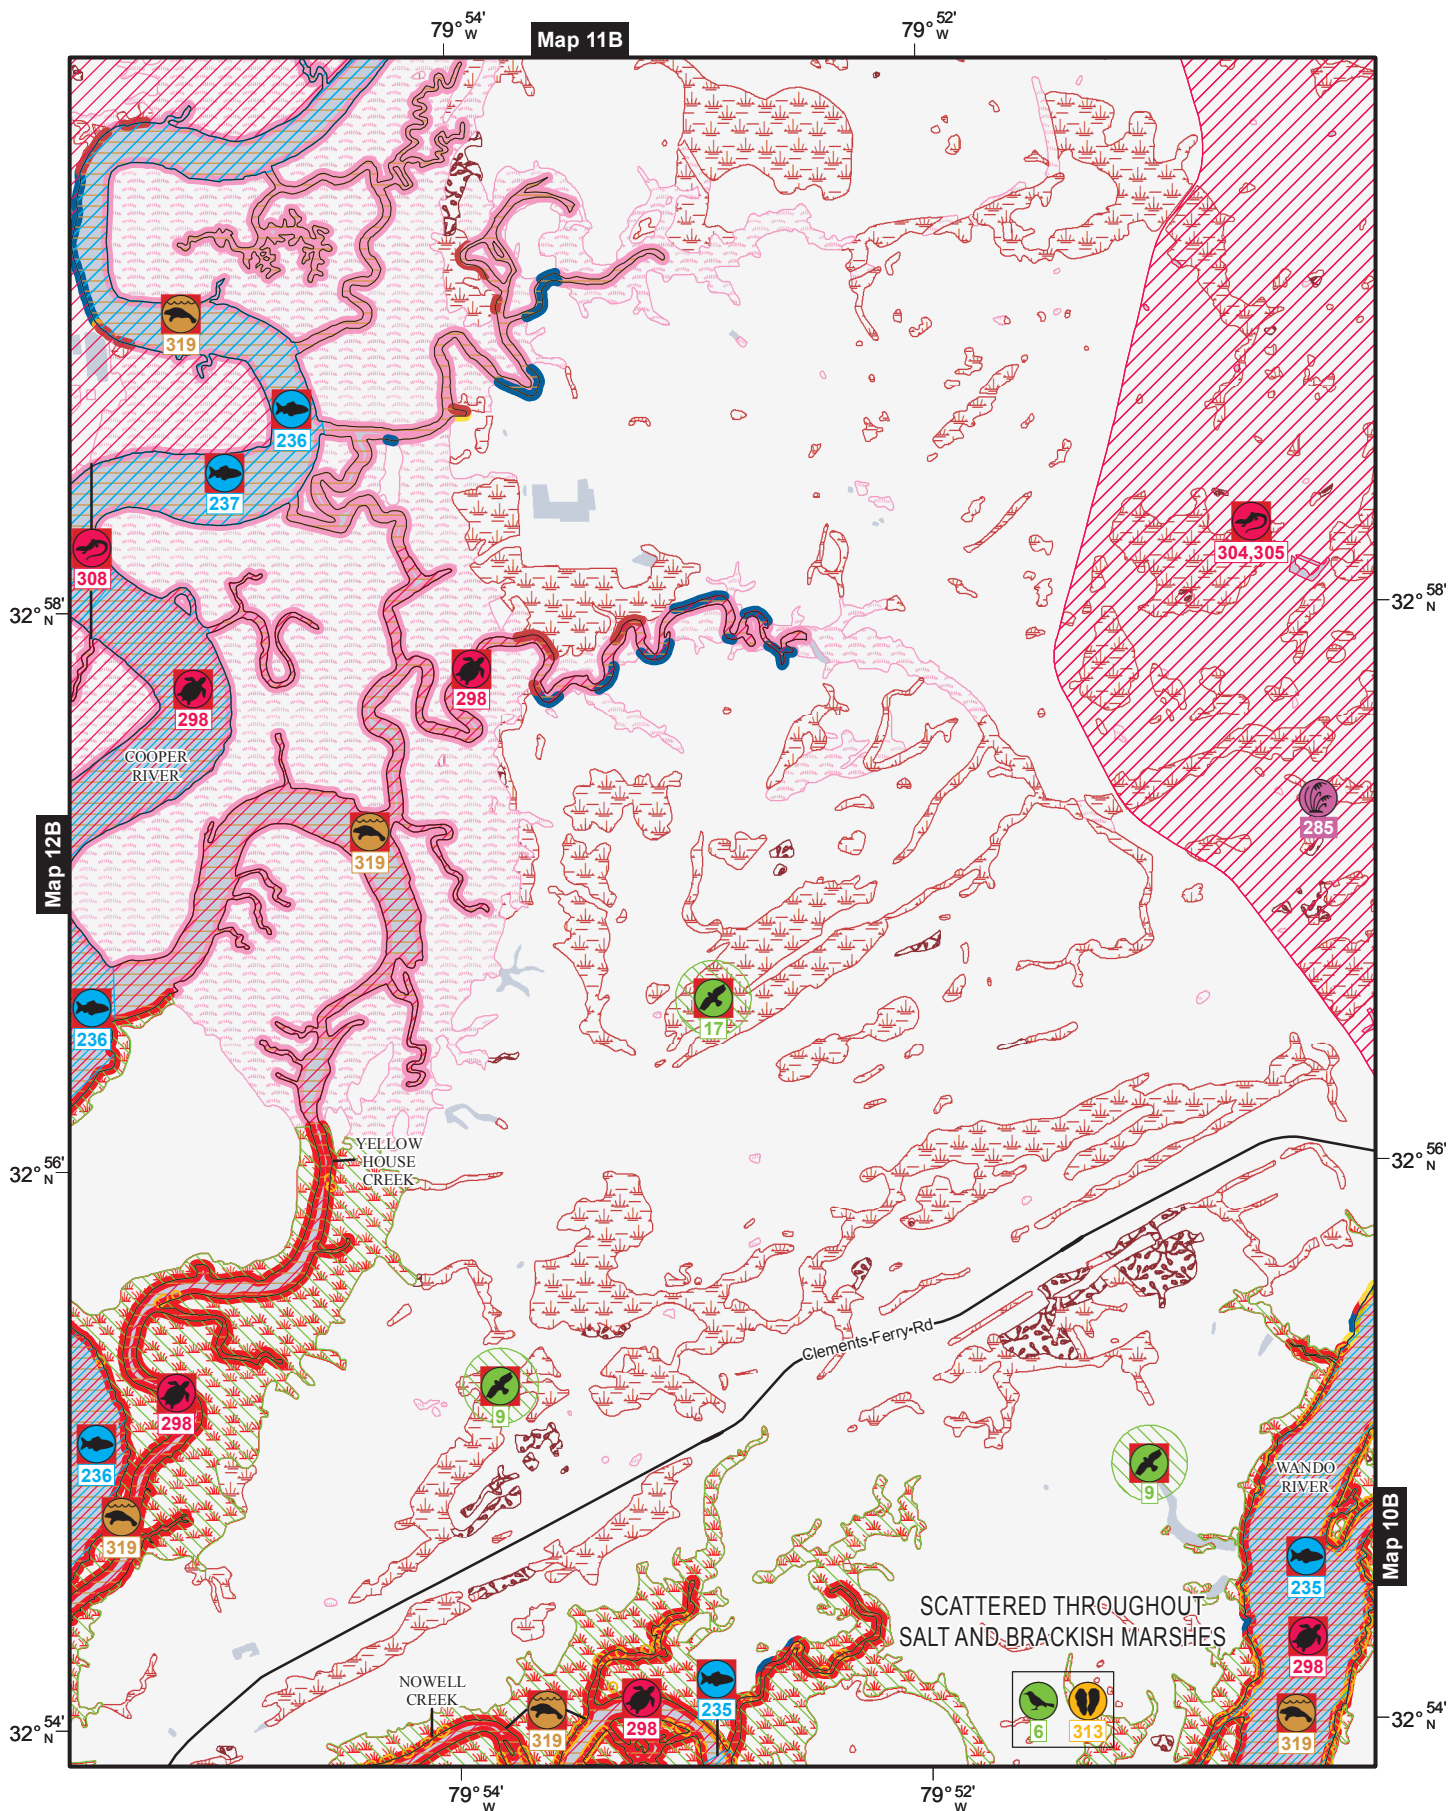 79° 54' W
79° 52' W
Map 11B
319
236
237
308
304,305
32° 58' N
32° 58' N
298
298
COOPER
RIVER
285
319
Map 12B
17
236
YELLOW
HOUSE
CREEK
32° 56' N
32° 56' N
Clements Ferry Rd
9
298
236
9
WANDO
RIVER
319
Map 10B
235
SCATTERED THROUGHOUT
SALT AND BRACKISH MARSHES
298
NOWELL
CREEK
235
298
319
6
313
319
32° 54' N
32° 54' N
79° 54' W
79° 52' W